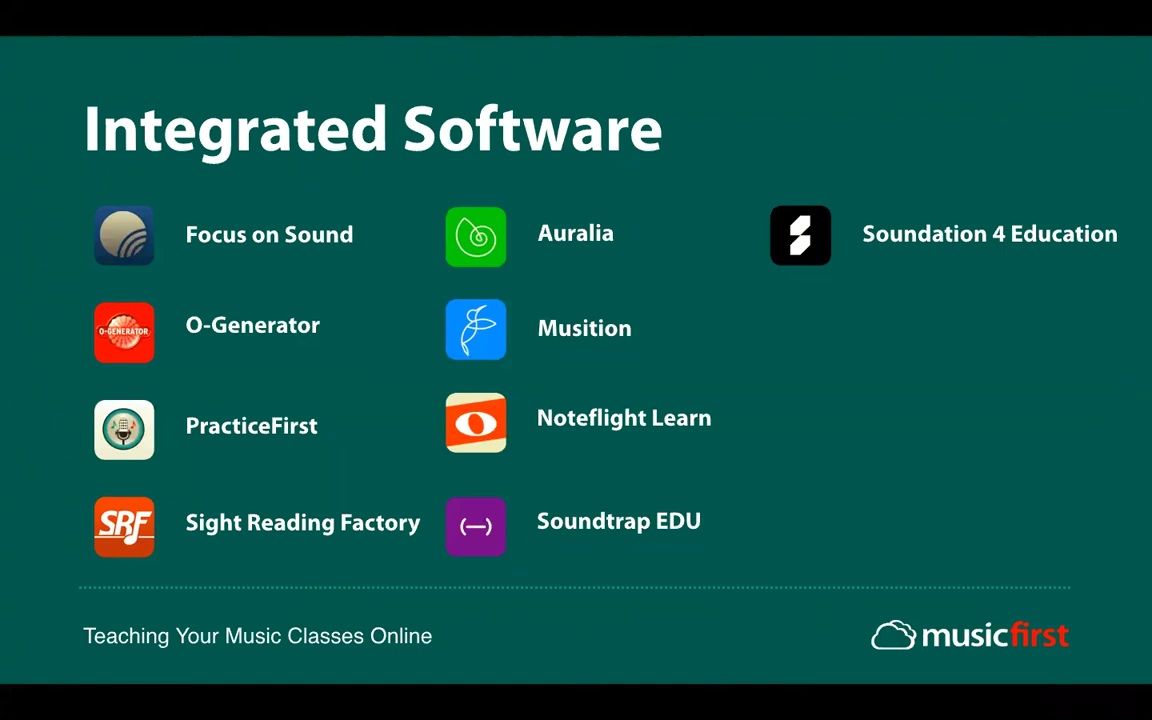 Integrated Software
Focus on Sound
Auralia
Soundation 4 Education
O-GENERATOR
O-Generator
Musition
PracticeFirst
Noteflight Learn
SRF
Sight Reading Factory
Soundtrap EDU
Teaching Your Music Classes Online
musicfirst